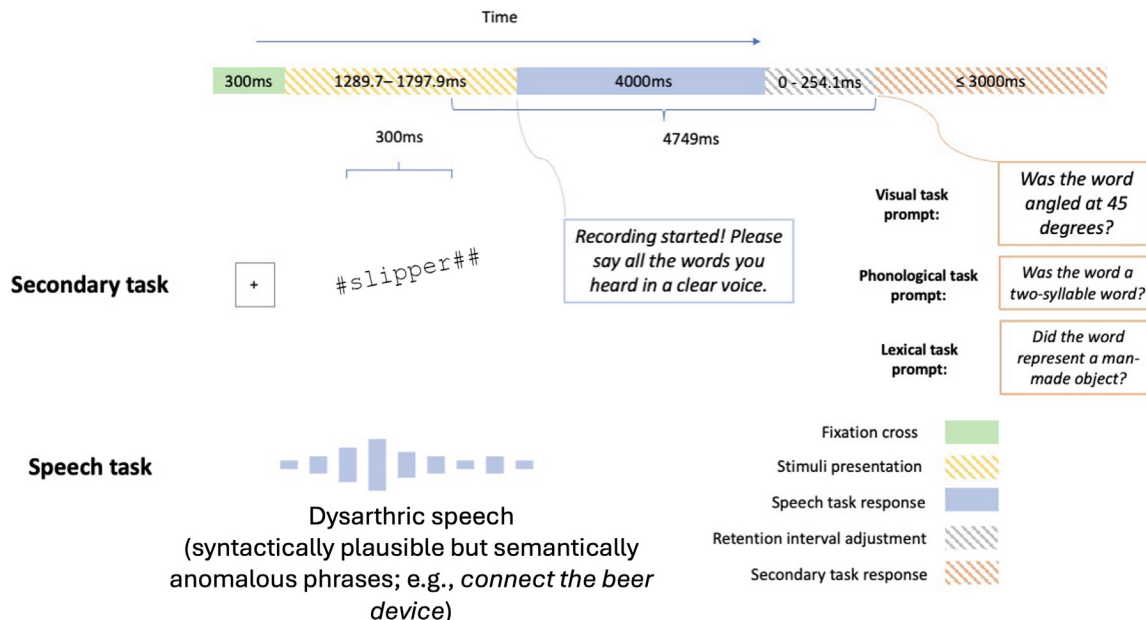 Time
300ms
1289.7– 1797.9ms
4000ms
0 - 254.1ms
≤ 3000ms
300ms
4749ms
Secondary task
+
#slipper##
Recording started! Please
say all the words you
heard in a clear voice.
Visual task
prompt:
Was the word
angled at 45
degrees?
Phonological task
prompt:
Was the word a
two-syllable word?
Lexical task
prompt:
Did the word
represent a man-
made object?
Speech task
Dysarthric speech
(syntactically plausible but semantically
anomalous phrases; e.g., connect the beer
device)
Fixation cross
Stimuli presentation
Speech task response
Retention interval adjustment
Secondary task response